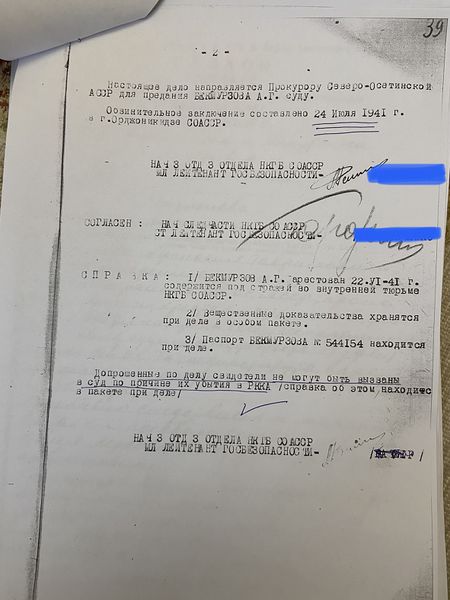 39
- 2 -
Настоящее дело направляется Прокурору Северо-Осетинской
АССР для предания БЕКМУРЗОВА А.Г. суду.
Обвинительное заключение составлено 24 июля 1941 г.
в г.Орджоникидзе СОАССР.
НАЧ 3 ОТД 3 ОТДЕЛА НКГБ СОАССР
МЛ ЛЕЙТЕНАНТ ГОСБЕЗОПАСНОСТИ-
СОГЛАСЕН : НАЧ СЛЕДЧАСТИ НКГБ СОАССР
СТ ЛЕЙТЕНАНТ ГОСБЕЗОПАСНОСТИ-
СПРАВКА: 1/ БЕКМУРЗОВ А.Г. арестован 22.VI-41 г.
содержится под стражей во внутренней тюрьме
НКГБ СОАССР.
2/ Вещественные доказательства хранятся
при деле в особом пакете.
3/ Паспорт БЕКМУРЗОВА № 544154 находится
при деле.
Допрошенные по делу свидетели не могут быть вызваны
в суд по причине их убытия в РККА /справка об этом находитс
в пакете при деле/
НАЧ 3 ОТД 3 ОТДЕЛА НКГБ СОАССР
МЛ ЛЕЙТЕНАНТ ГОСБЕЗОПАСНОСТИ-